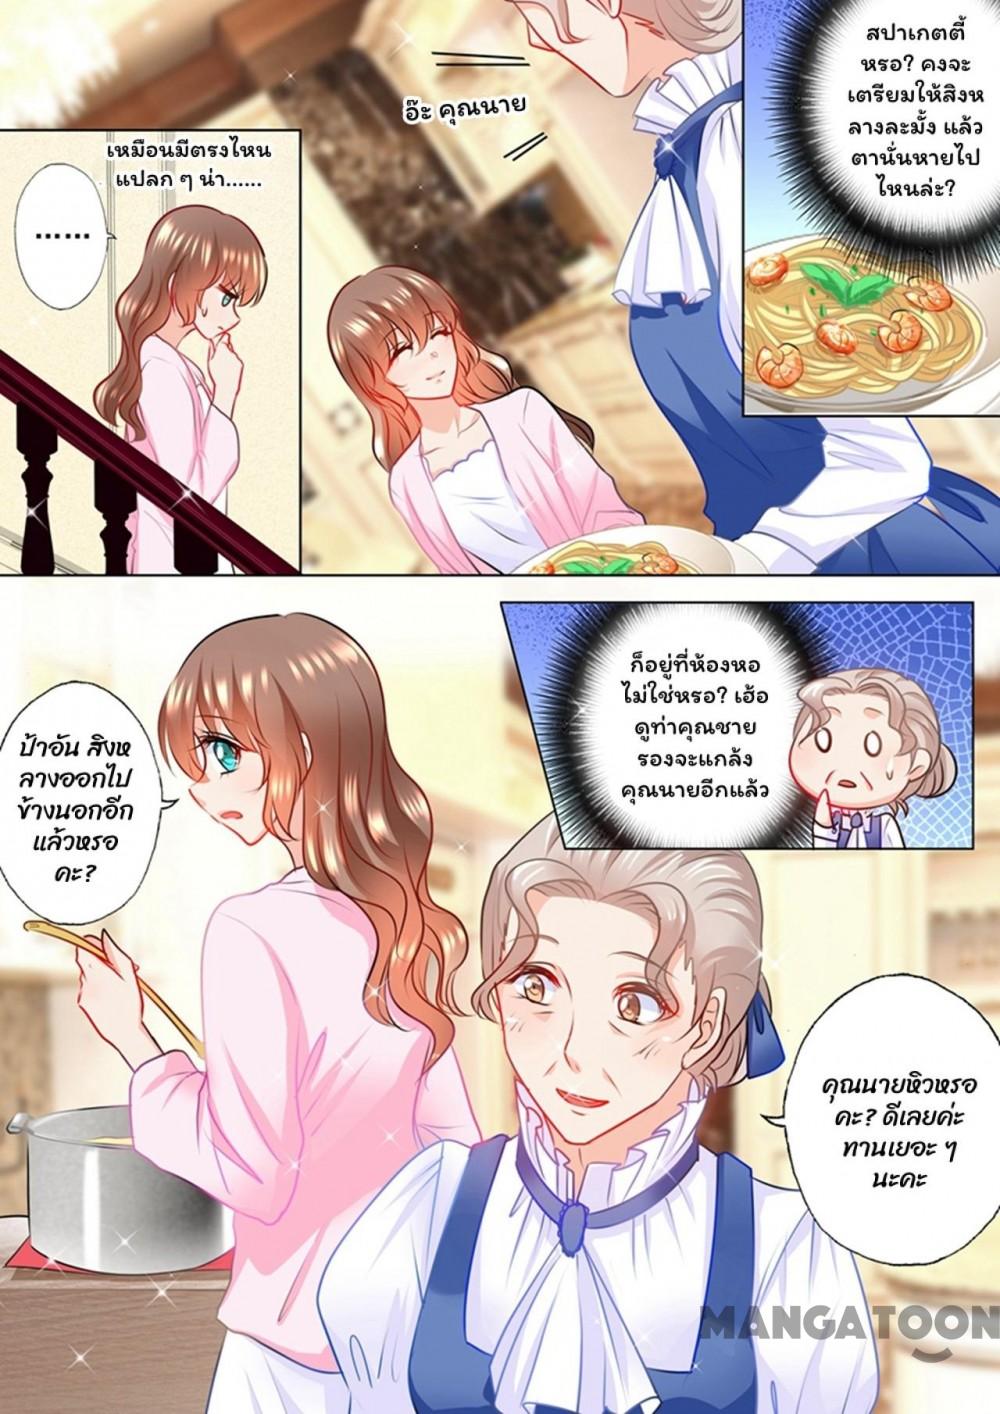 สปาเกตตี้
หรอ? คงจะ
เตรียมให้สิงห
ลางละมั้ง แล้ว
ตานั่นหายไป
ไหนล่ะ?
อ๊ะ คุณนาย
เหมือนมีตรงไหน
แปลก ๆ น่า......
......
ก็อยู่ที่ห้องหอ
ไม่ใช่หรอ? เฮ้อ
ดูท่าคุณชาย
รองจะแกล้ง
คุณนายอีกแล้ว
ป้าอัน สิงห
ลางออกไป
ข้างนอกอีก
แล้วหรอ
คะ?
คุณนายหิวหรอ
คะ? ดีเลยค่ะ
ทานเยอะ ๆ
นะคะ
MANGATOON